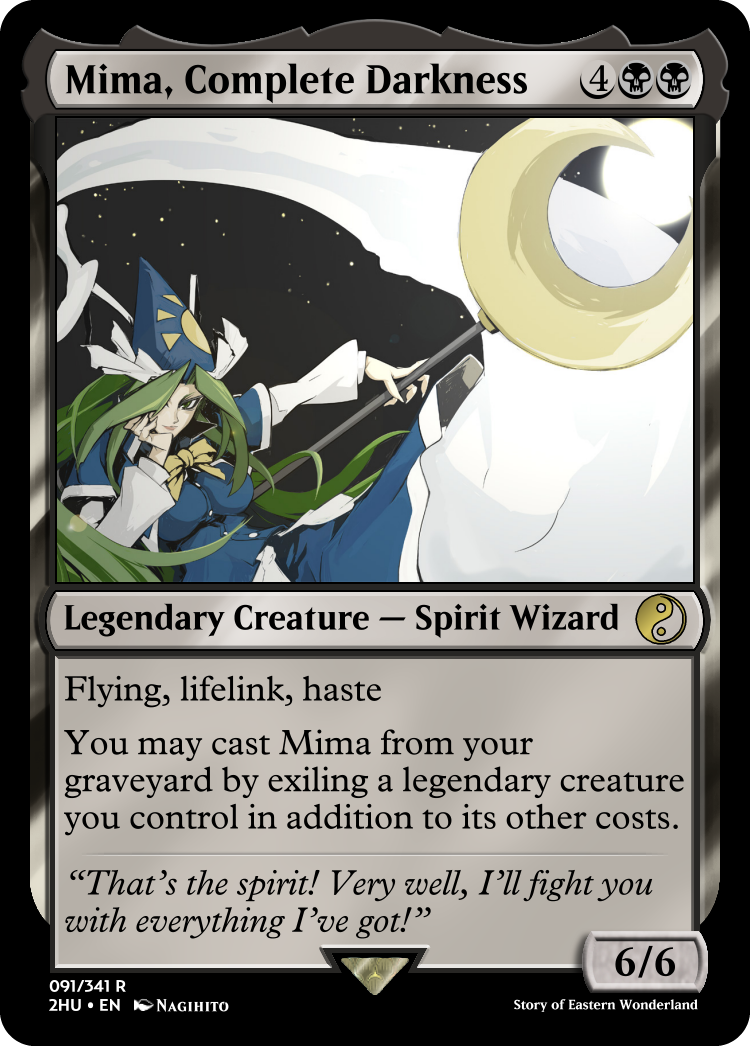 Mima, Complete Darkness 4
Legendary Creature — Spirit Wizard
Flying, lifelink, haste
You may cast Mima from your
graveyard by exiling a legendary creature
you control in addition to its other costs.
“That’s the spirit! Very well, I’ll fight you
with everything I’ve got!”
6/6
091/341 R
2HU • EN Nagihito
Story of Eastern Wonderland